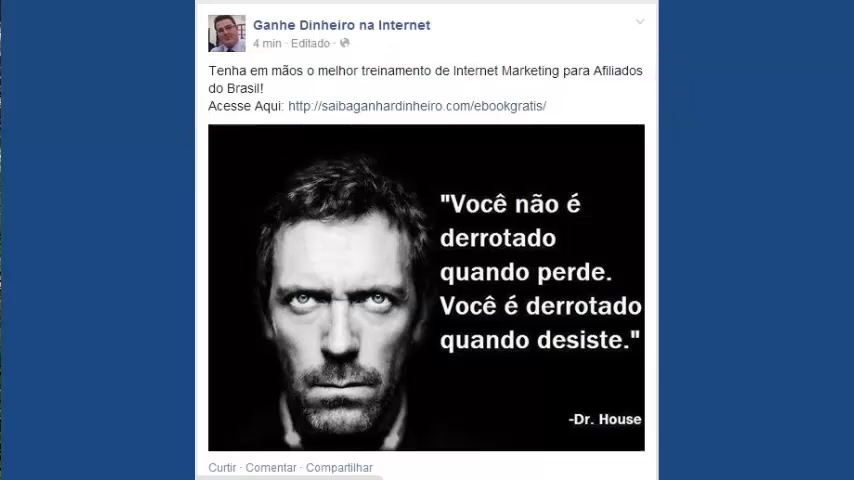 Ganhe Dinheiro na Internet
4 min · Editado ·
Tenha em mãos o melhor treinamento de Internet Marketing para Afiliados
do Brasil!
Acesse Aqui: http://saibaganhardinheiro.com/ebookgratis/
"Você não é
derrotado
quando perde.
Você é derrotado
quando desiste."
-Dr. House
Curtir · Comentar · Compartilhar